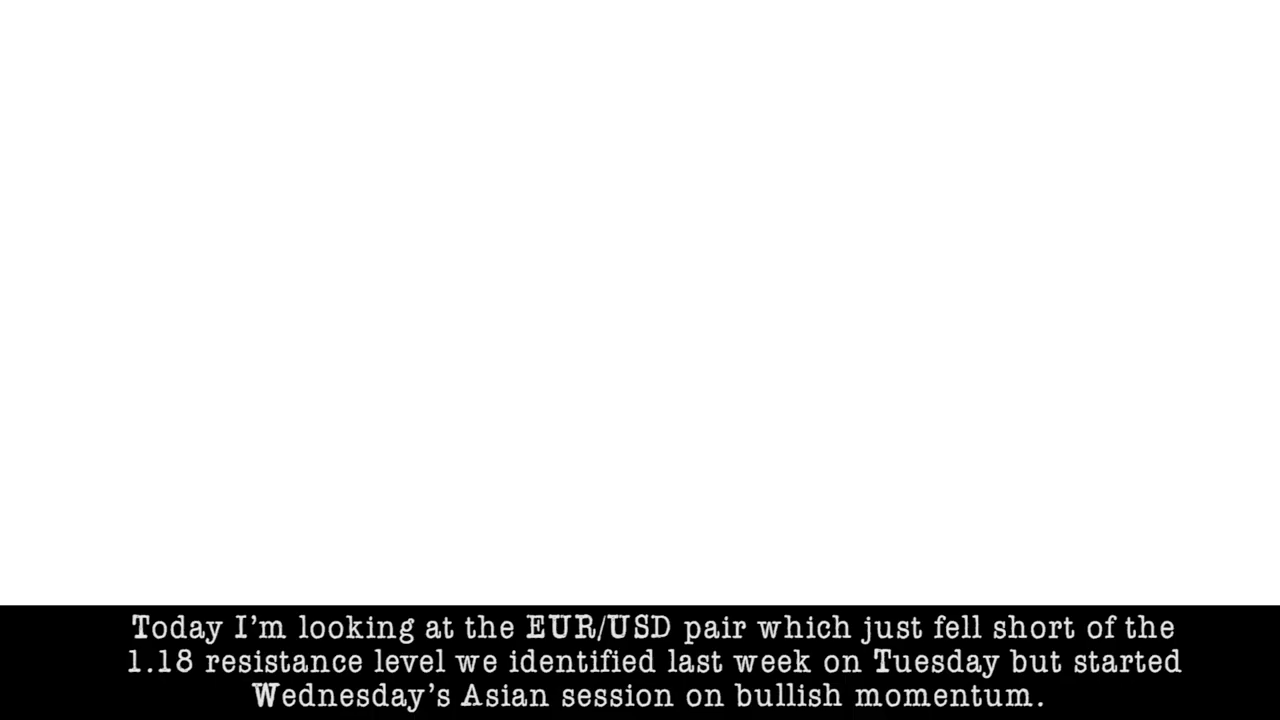 Today I'm looking at the EUR/USD pair which just fell short of the
1.18 resistance level we identified last week on Tuesday but started
Wednesday's Asian session on bullish momentum.